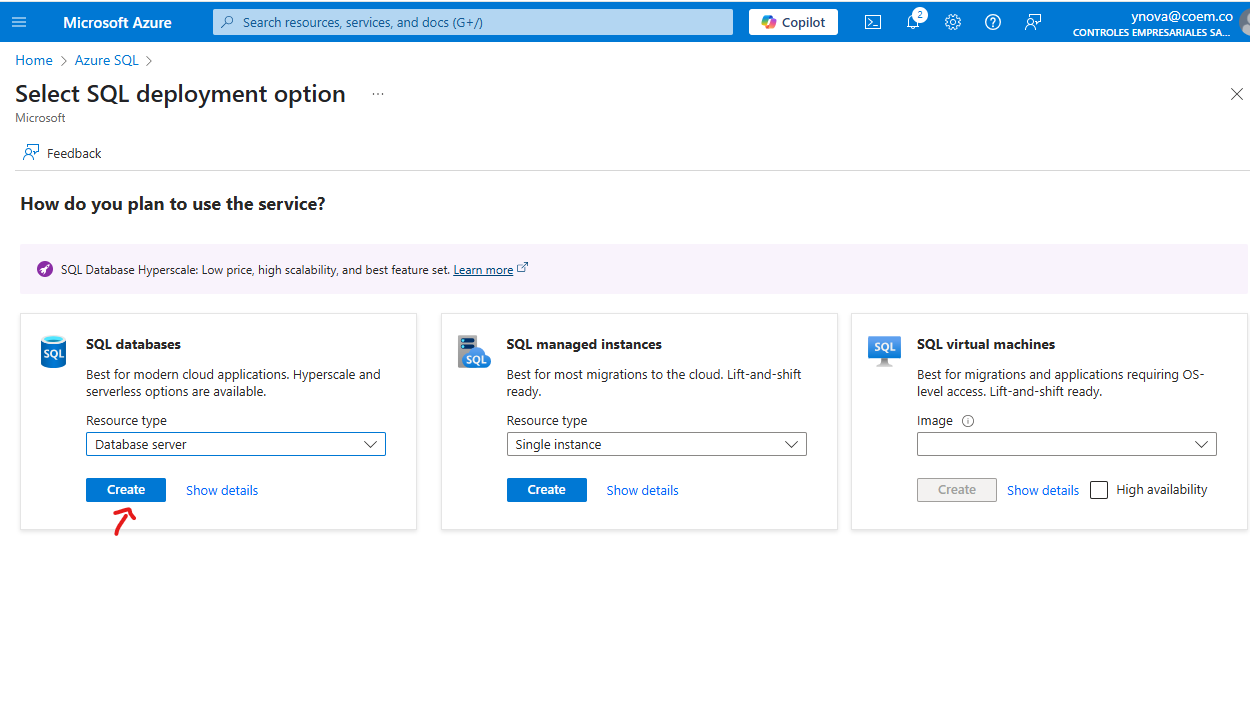 Microsoft Azure
Search resources, services, and docs (G+/)
Copilot
2
ynova@coem.co
CONTROLES EMPRESARIALES SA...
Home > Azure SQL >
Select SQL deployment option ...
Microsoft
Feedback
How do you plan to use the service?
SQL Database Hyperscale: Low price, high scalability, and best feature set. Learn more
SQL
SQL databases
Best for modern cloud applications. Hyperscale and
serverless options are available.
Resource type
Database server
Create
Show details
SQL
SQL managed instances
Best for most migrations to the cloud. Lift-and-shift
ready.
Resource type
Single instance
Create
Show details
SQL
SQL virtual machines
Best for migrations and applications requiring OS-
level access. Lift-and-shift ready.
Image
Create
Show details
High availability